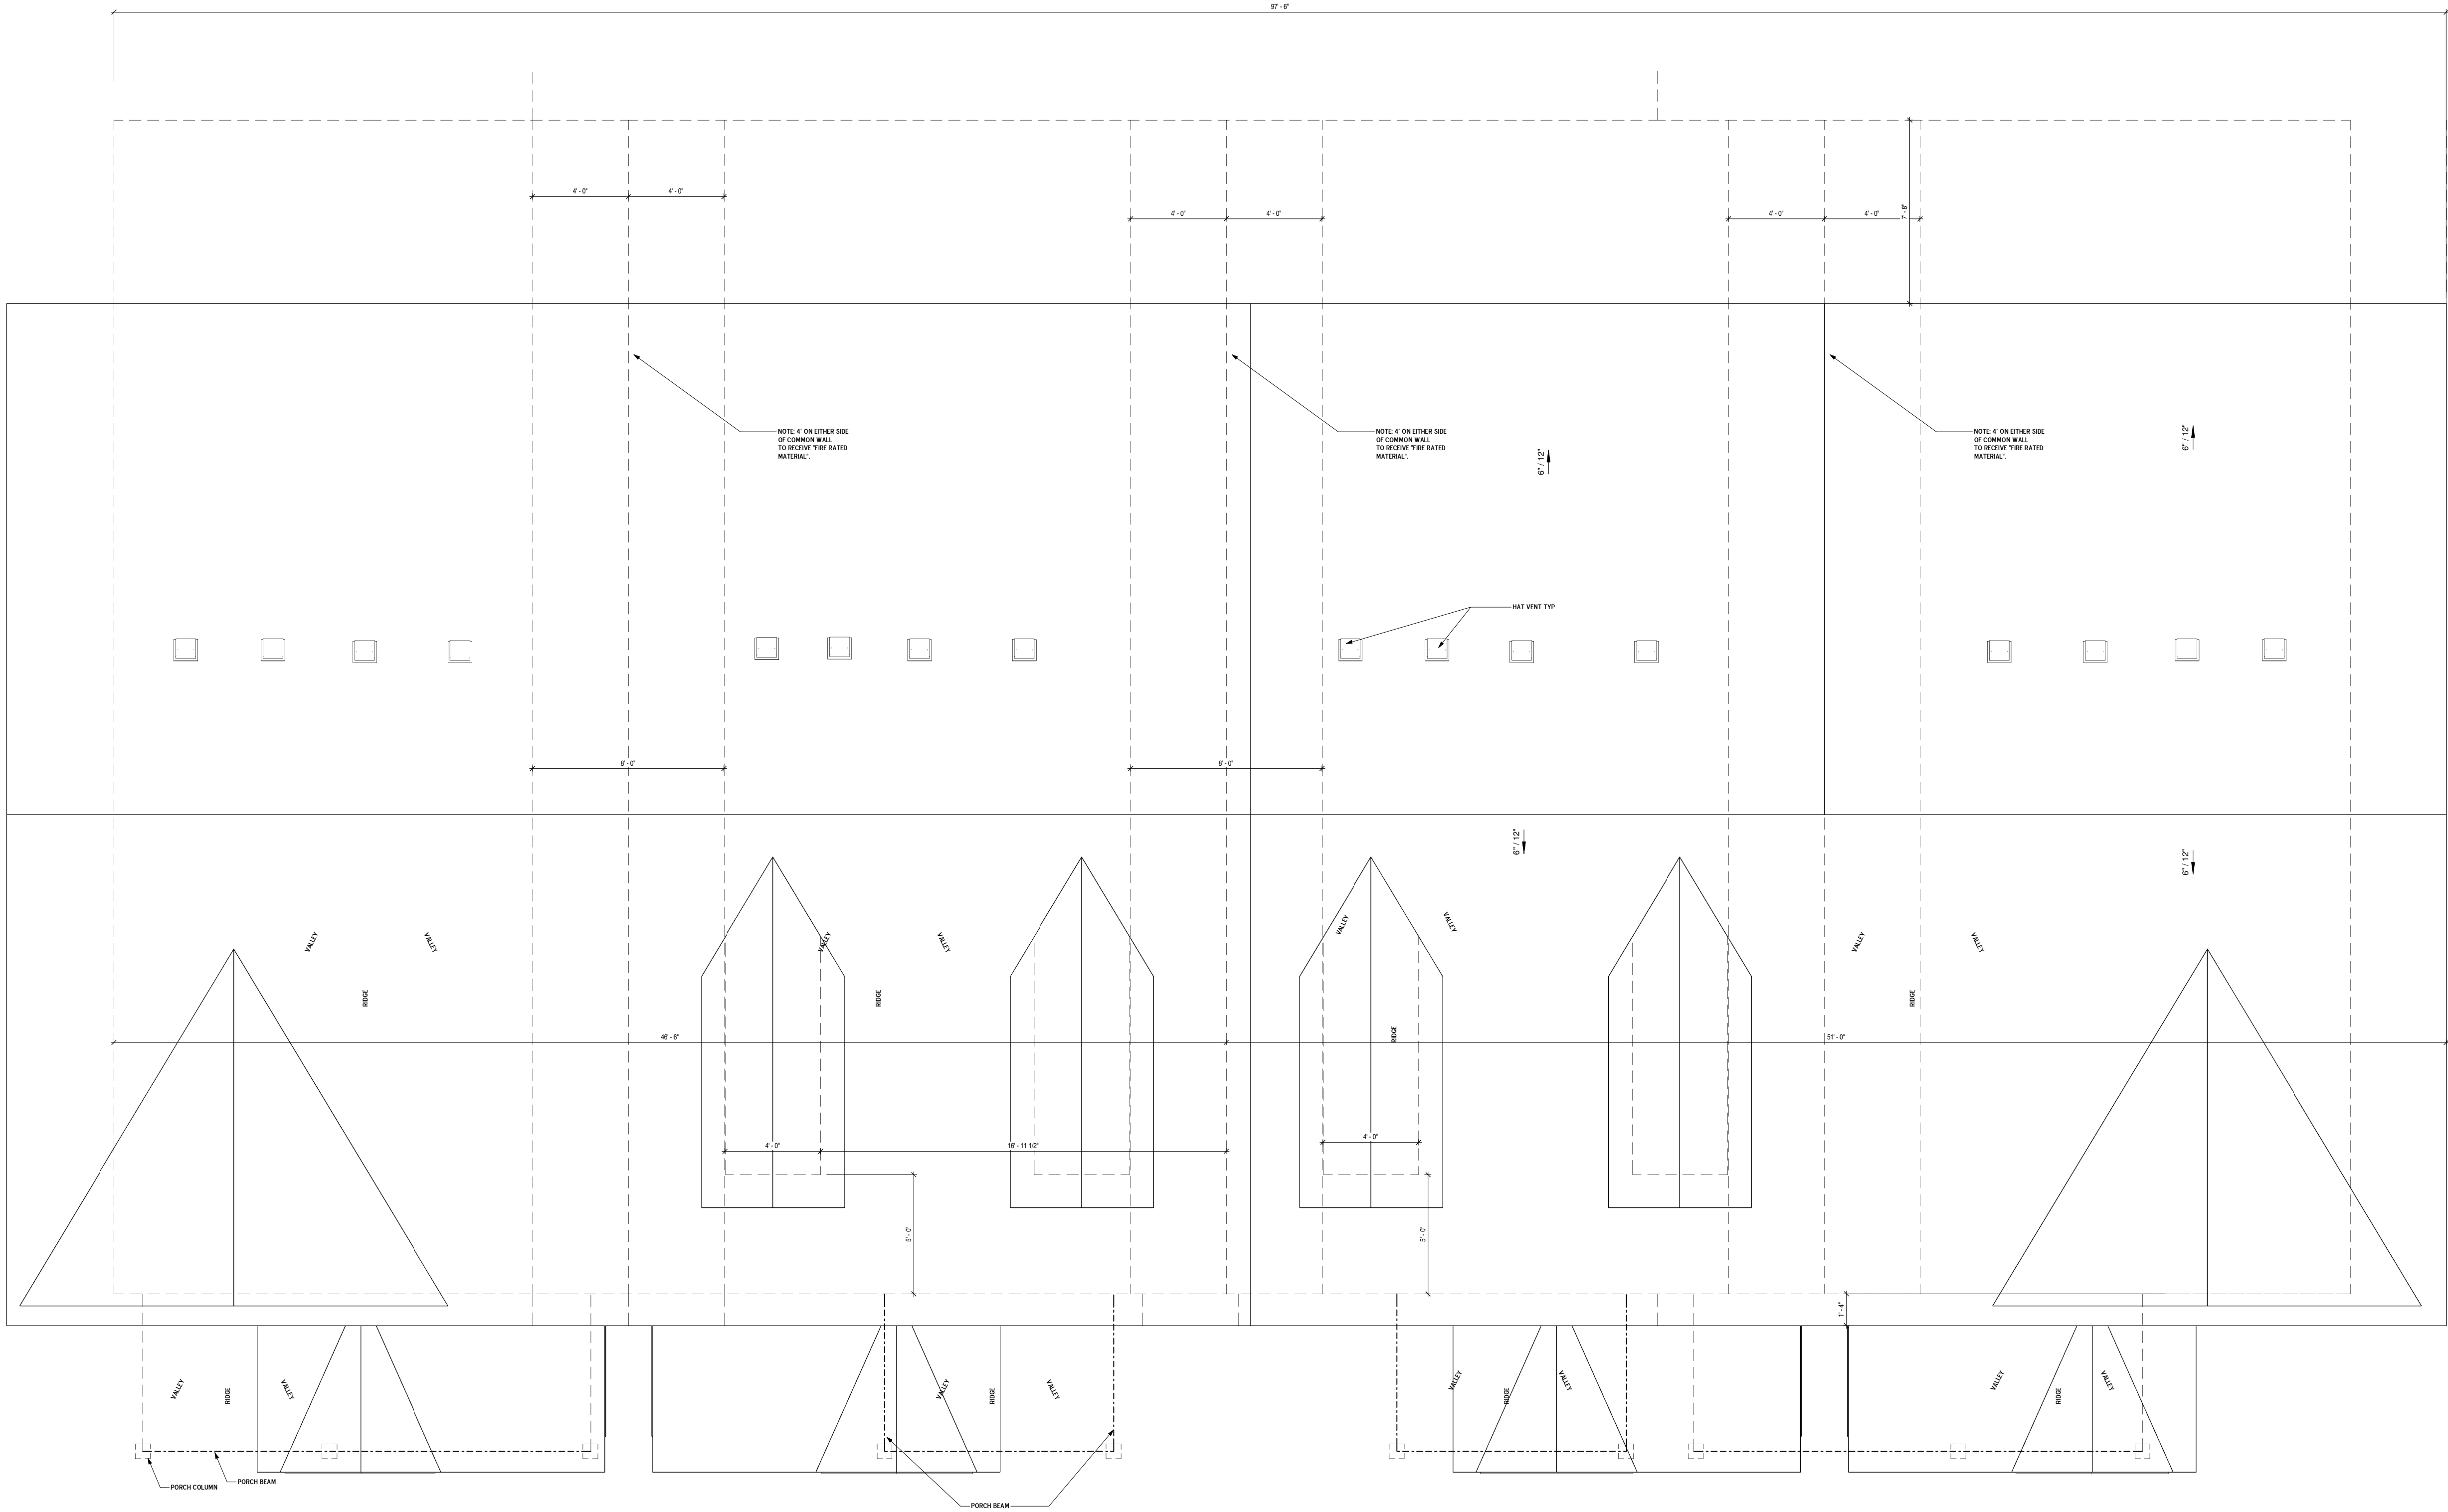 97' - 6"
4' - 0"
4' - 0"
4' - 0"
4' - 0"
4' - 0"
4' - 0"
7' - 8"
NOTE: 4' ON EITHER SIDE
OF COMMON WALL
TO RECEIVE "FIRE RATED
MATERIAL".
NOTE: 4' ON EITHER SIDE
OF COMMON WALL
TO RECEIVE "FIRE RATED
MATERIAL".
NOTE: 4' ON EITHER SIDE
OF COMMON WALL
TO RECEIVE "FIRE RATED
MATERIAL".
6" / 12"
6" / 12"
HAT VENT TYP
8' - 0"
8' - 0"
6" / 12"
6" / 12"
VALLEY
VALLEY
VALLEY
VALLEY
VALLEY
VALLEY
VALLEY
VALLEY
RIDGE
RIDGE
RIDGE
RIDGE
46' - 6"
51' - 0"
4' - 0"
16' - 11 1/2"
4' - 0"
5' - 0"
5' - 0"
1' - 4"
VALLEY
RIDGE
VALLEY
VALLEY
RIDGE
VALLEY
VALLEY
RIDGE
VALLEY
VALLEY
RIDGE
VALLEY
PORCH COLUMN
PORCH BEAM
PORCH BEAM